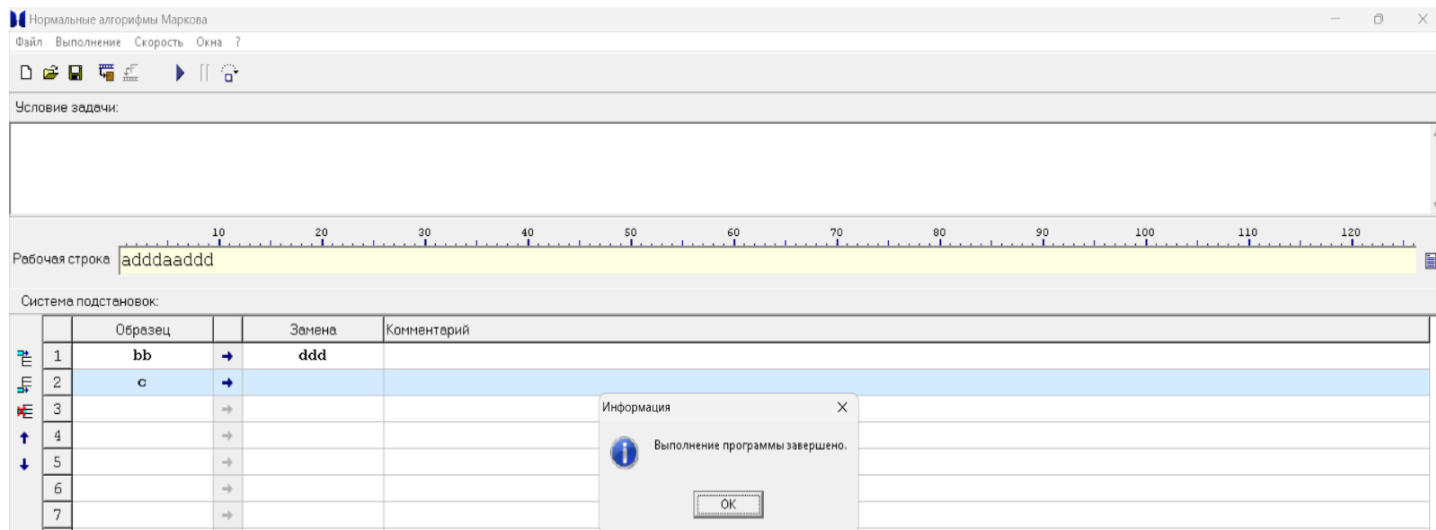 Нормальные алгорифмы Маркова
Файл Выполнение Скорость Окна ?
Условие задачи:
10 20 30 40 50 60 70 80 90 100 110 120
Рабочая строка adddaaddd
Система подстановок:
Образец Замена Комментарий
1 bb → ddd
2 c →
3 →
Информация
4 →
Выполнение программы завершено.
5 →
6 →
OK
7 →